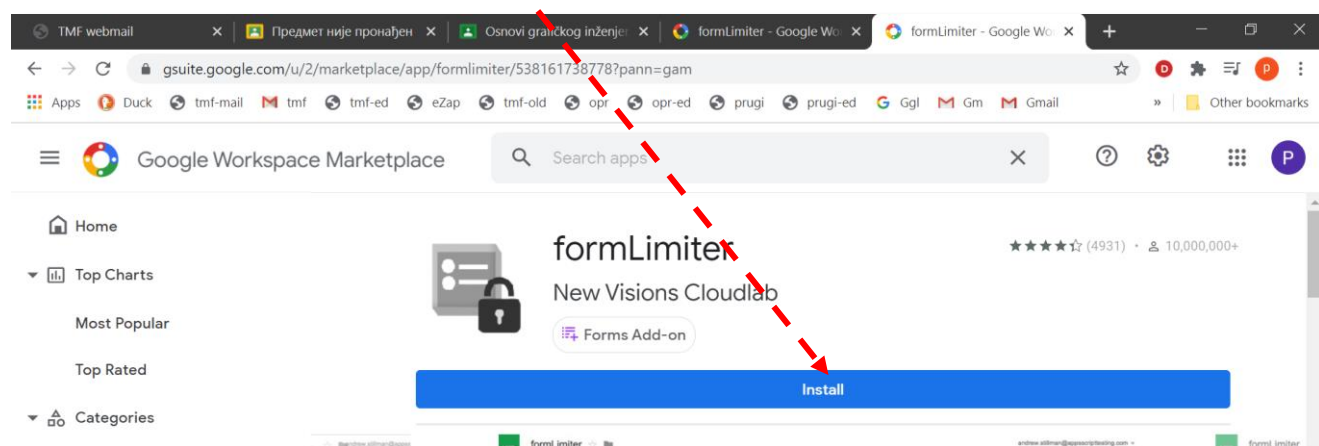 TMF webmail
Предмет није пронађен
Osnovi grafičkog inženjer
formLimiter - Google Wo
formLimiter - Google Wo
gsuite.google.com/u/2/marketplace/app/formlimiter/538161738778?pann=gam
Apps Duck tmf-mail tmf tmf-ed eZap tmf-old opr opr-ed prugi prugi-ed Ggl Gm Gmail » Other bookmarks
Google Workspace Marketplace
Search apps
P
Home
Top Charts
Most Popular
Top Rated
Categories
formLimiter
(4931) · 10,000,000+
New Visions Cloudlab
Forms Add-on
Install
formLimiter
formLimiter